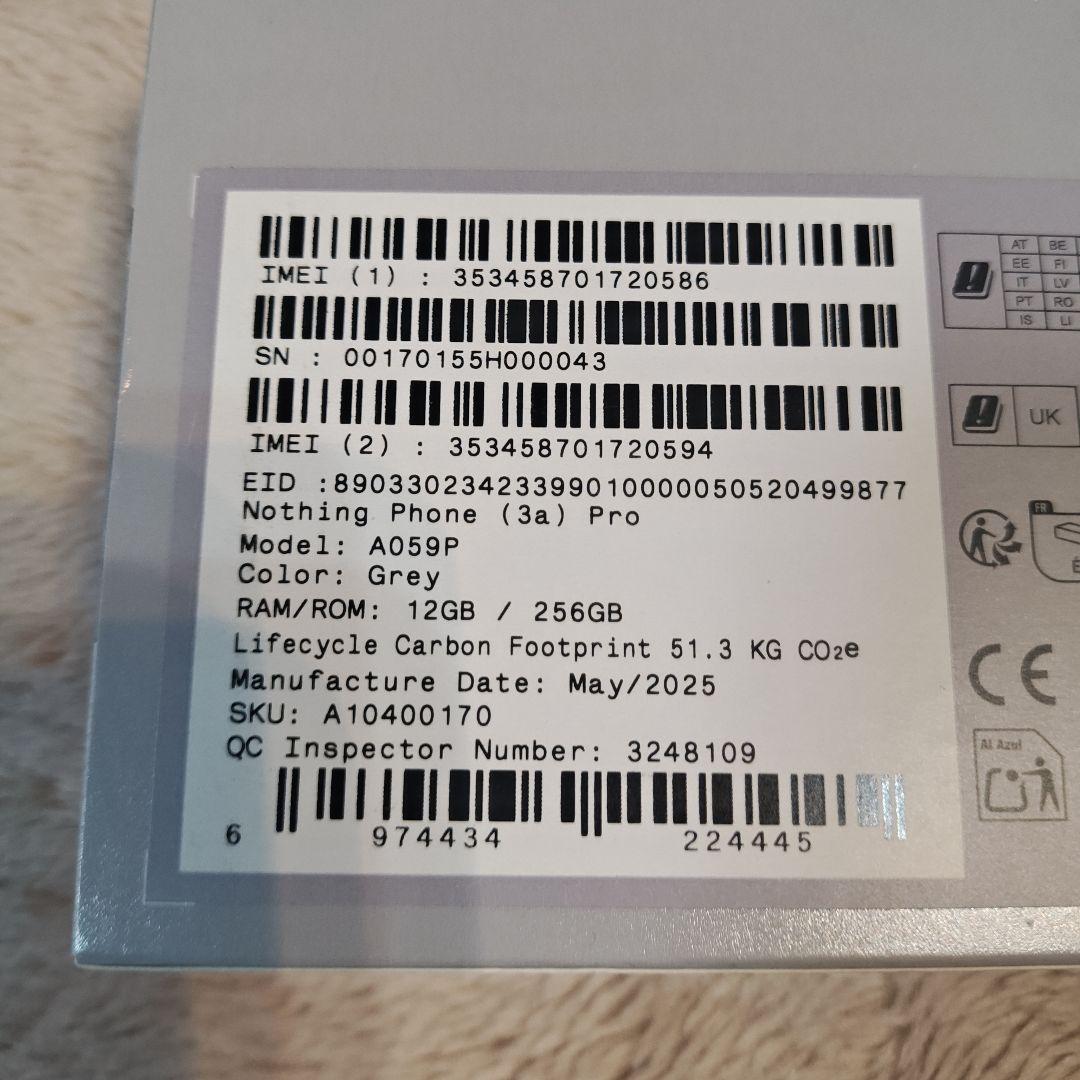 IMEI (1) : 353458701720586
SN : 00170155H000043
IMEI (2) : 353458701720594
EID :89033023423399010000050520499877
Nothing Phone (3a) Pro
Model: A059P
Color: Grey
RAM/ROM: 12GB / 256GB
Lifecycle Carbon Footprint 51.3 KG CO₂e
Manufacture Date: May/2025
SKU: A10400170
QC Inspector Number: 3248109
6 974434 224445
AT BE
EE FI
IT LV
PT RO
IS LI
UK
FR
CE
Al Azul